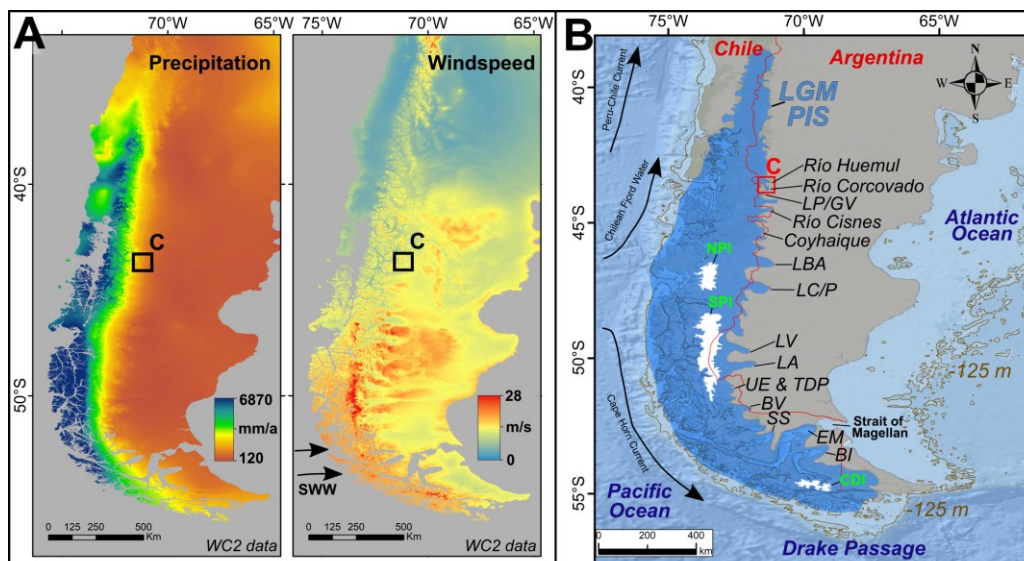 A
70°W
65°W
75°W
70°W
65°W
Precipitation
Windspeed
40°S
50°S
C
C
6870
mm/a
120
28
m/s
0
SWW
0 125 250 500
Km
WC2 data
0 125 250 500
Km
WC2 data
B
75°W
70°W
65°W
Chile
Argentina
N
W
E
S
40°S
45°S
50°S
55°S
Peru-Chile Current
Chilean Fjord Water
Cape Horn Current
LGM
PIS
C
Río Huemul
Río Corcovado
LP/GV
Río Cisnes
Coyhaique
LBA
LC/P
LV
LA
UE & TDP
BV
SS
EM
BI
NPI
SPI
CDI
Strait of
Magellan
Atlantic
Ocean
-125 m
-125 m
Pacific
Ocean
Drake Passage
0 200 400
km